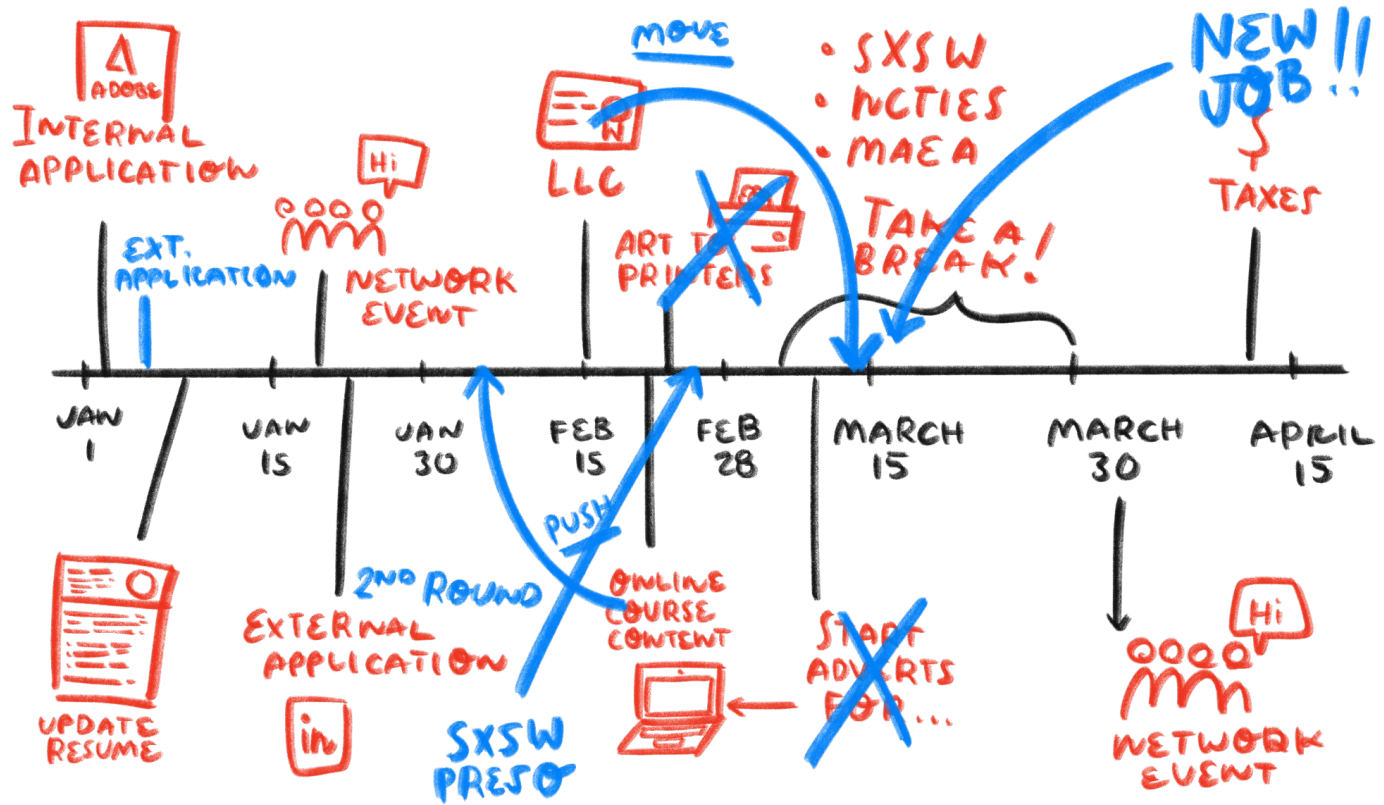 ADOBE
INTERNAL
APPLICATION
EXT.
APPLICATION
Hi
NETWORK
EVENT
MOVE
LLC
ART TO
PRINTERS
• SXSW
• NCTIES
• MAEA
TAKE A
BREAK!
NEW !!
JOB
$
TAXES
JAN
1
JAN
15
JAN
30
FEB
15
FEB
28
MARCH
15
MARCH
30
APRIL
15
UPDATE
RESUME
2ND ROUND
EXTERNAL
APPLICATION
in
PUSH
SXSW
PRESO
ONLINE
COURSE
CONTENT
START
ADVERTS
FOR...
Hi
NETWORK
EVENT